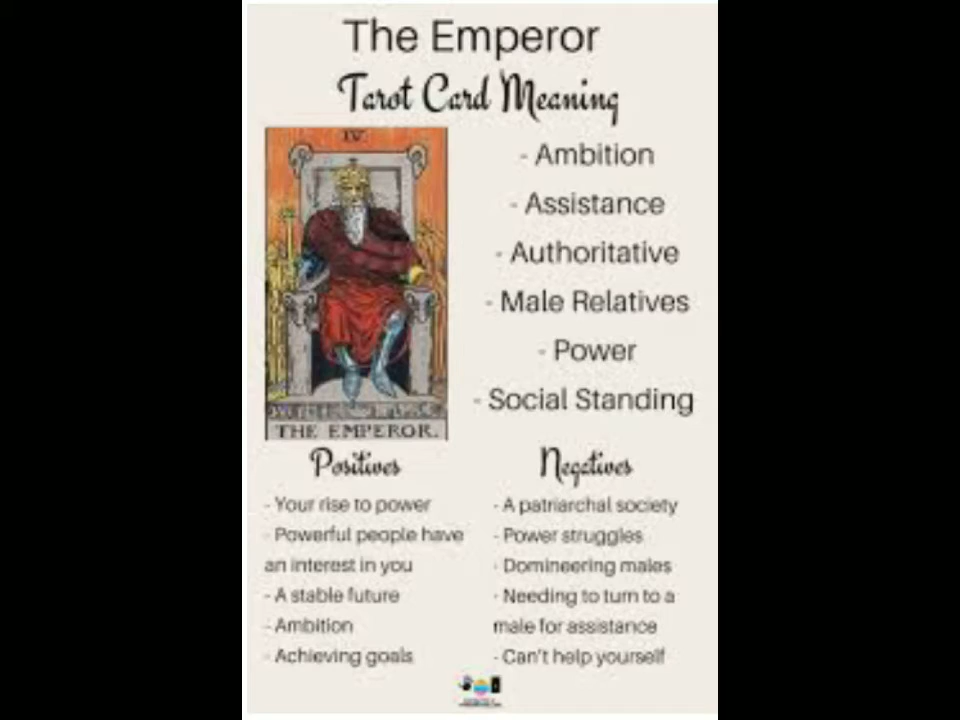 The Emperor
Tarot Card Meaning
IV.
THE EMPEROR.
- Ambition
- Assistance
- Authoritative
- Male Relatives
- Power
- Social Standing
Positives
- Your rise to power
- Powerful people have
an interest in you
- A stable future
- Ambition
- Achieving goals
Negatives
- A patriarchal society
- Power struggles
- Domineering males
- Needing to turn to a
male for assistance
- Can't help yourself